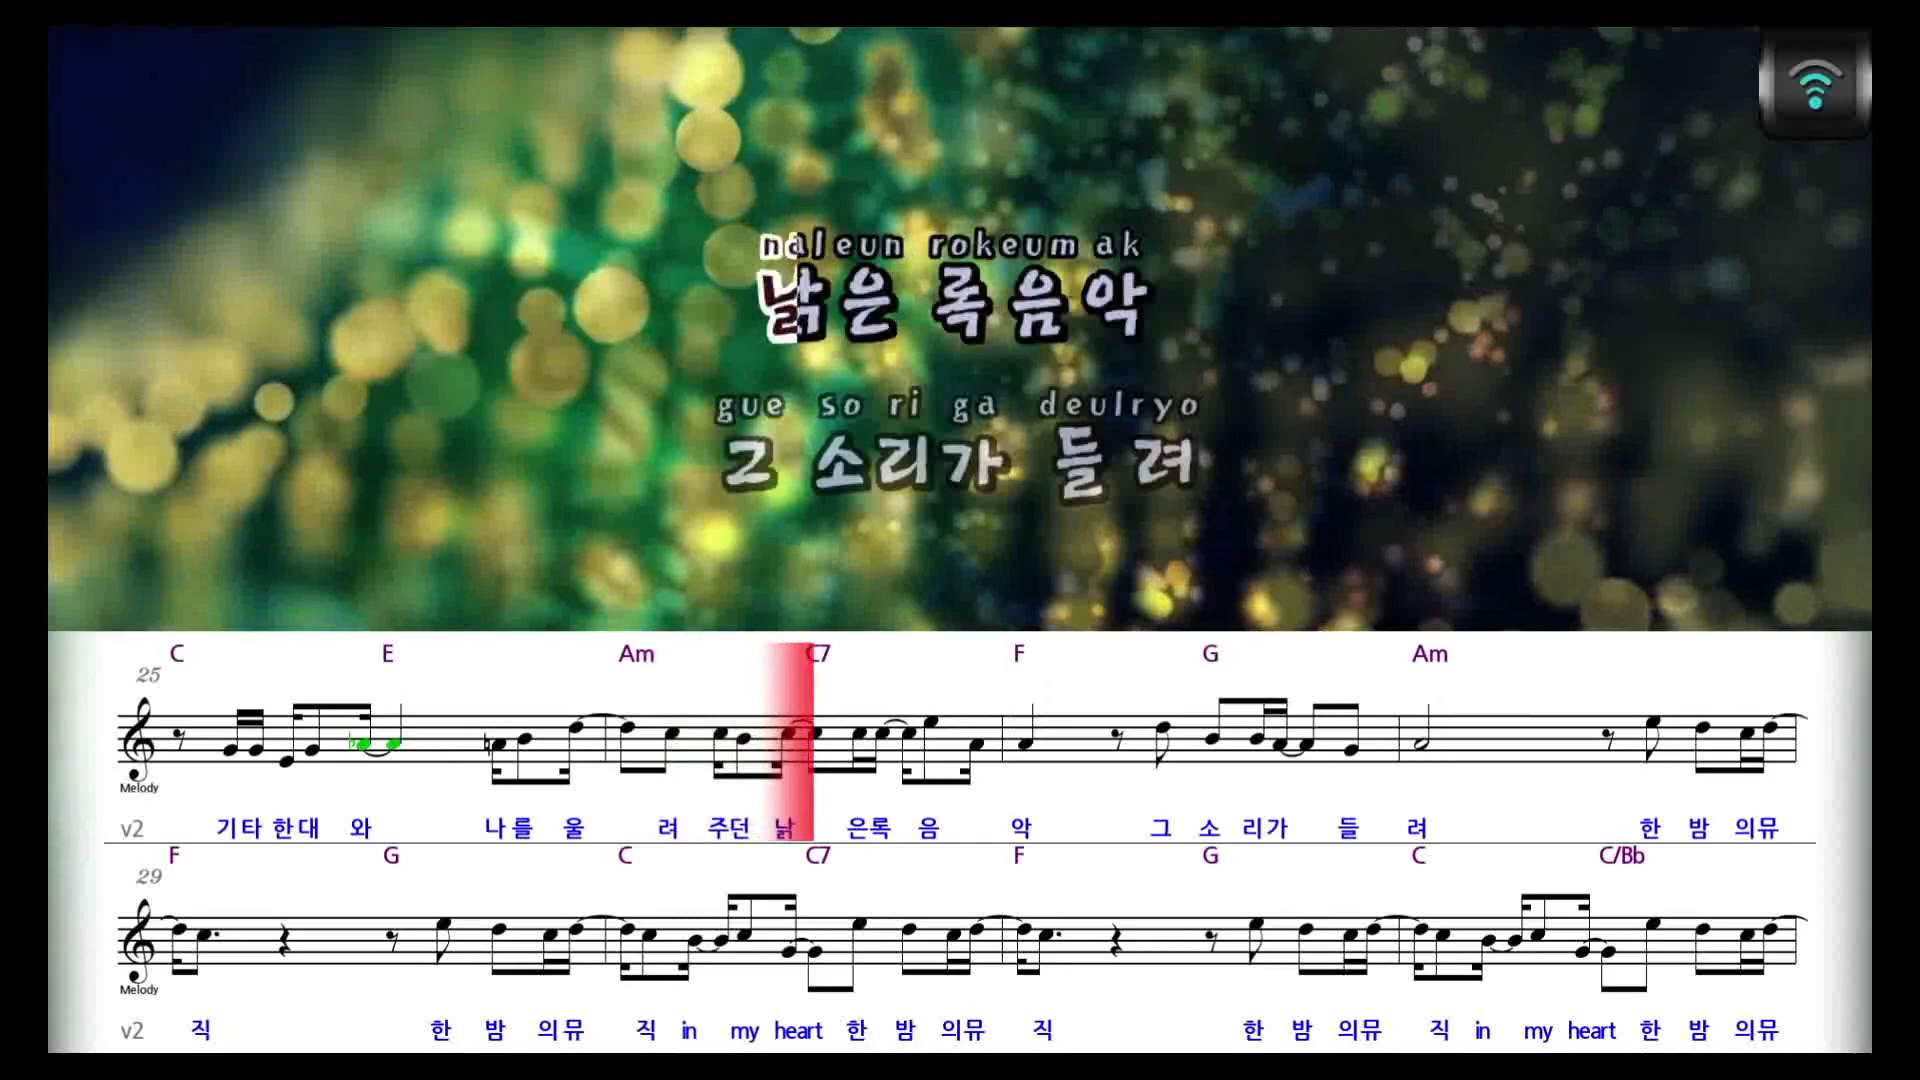 naleun rokeum ak
낡은 록음악
gue so ri ga deulryo
그 소리가 들려
C E Am C7 F G Am
25
Melody
v2 기타 한대 와 나를 울 려 주던 낡 은록 음 악 그 소 리가 들 려 한 밤 의뮤
F G C C7 F G C C/Bb
29
Melody
v2 직 한 밤 의뮤 직 in my heart 한 밤 의뮤 직 한 밤 의뮤 직 in my heart 한 밤 의뮤